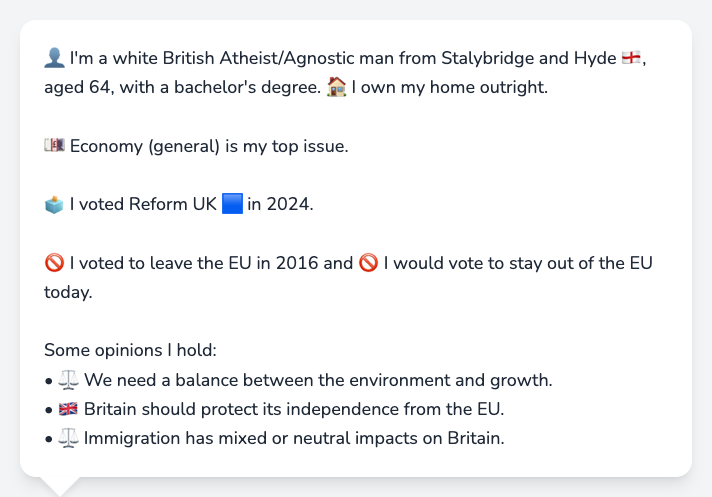 👤 I'm a white British Atheist/Agnostic man from Stalybridge and Hyde 🏴󠁧󠁢󠁥󠁮󠁧󠁿,
aged 64, with a bachelor's degree. 🏠 I own my home outright.
💷 Economy (general) is my top issue.
🗳️ I voted Reform UK 🟦 in 2024.
🚫 I voted to leave the EU in 2016 and 🚫 I would vote to stay out of the EU
today.
Some opinions I hold:
• ⚖️ We need a balance between the environment and growth.
• 🇬🇧 Britain should protect its independence from the EU.
• ⚖️ Immigration has mixed or neutral impacts on Britain.